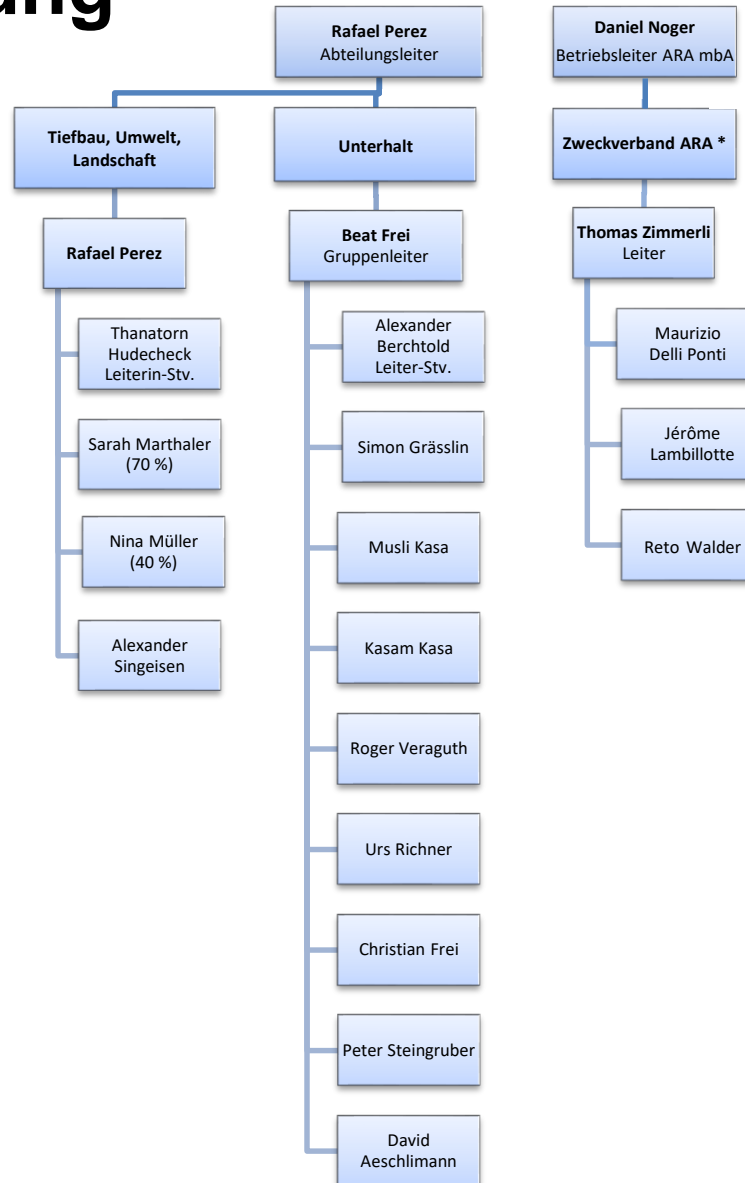 Rafael Perez
Abteilungsleiter
Tiefbau, Umwelt,
Landschaft
Rafael Perez
Thanatorn
Hudecheck
Leiterin-Stv.
Sarah Marthaler
(70 %)
Nina Müller
(40 %)
Alexander
Singeisen
Unterhalt
Beat Frei
Gruppenleiter
Alexander
Berchtold
Leiter-Stv.
Simon Grässlin
Musli Kasa
Kasam Kasa
Roger Veraguth
Urs Richner
Christian Frei
Peter Steingruber
David
Aeschlimann
Daniel Noger
Betriebsleiter ARA mbA
Zweckverband ARA *
Thomas Zimmerli
Leiter
Maurizio
Delli Ponti
Jérôme
Lambillotte
Reto Walder